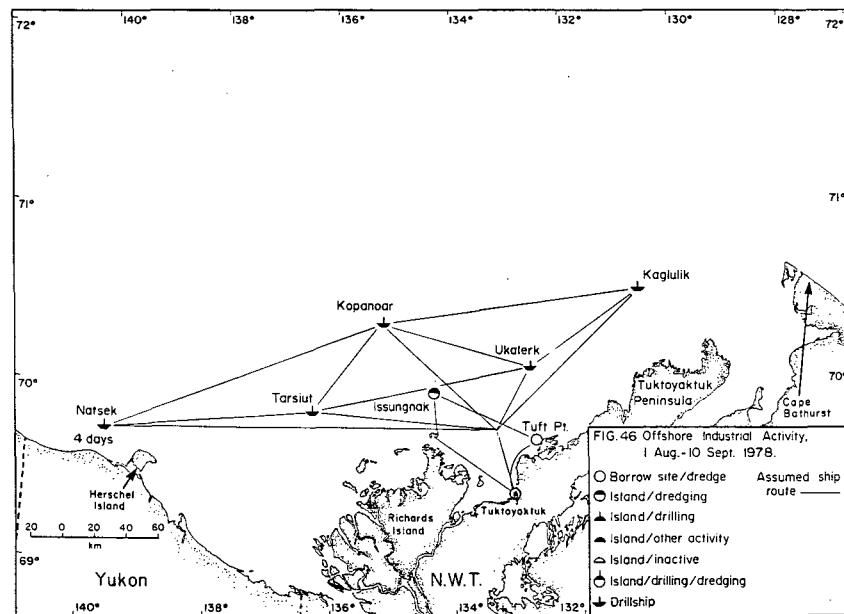 72° 140° 138° 136° 134° 132° 130° 128° 72°
71° 71°
Kaglulik
Kopanoar
Ukalerk
70° 70°
Tuktoyaktuk
Peninsula
Tarsiut
issungnak
Natsek
4 days
Tuft Pt.
Cape
Bathurst
Herschel
Island
Tuktoyaktuk
Richards
Island
20 0 20 40 60
km
69°
Yukon
N.W.T.
140° 138° 136° 134° 132°
FIG. 46 Offshore Industrial Activity,
1 Aug.-10 Sept. 1978.
Borrow site/dredge
Island/dredging
Island/drilling
Island/other activity
Island/inactive
Island/drilling/dredging
Drillship
Assumed ship
route